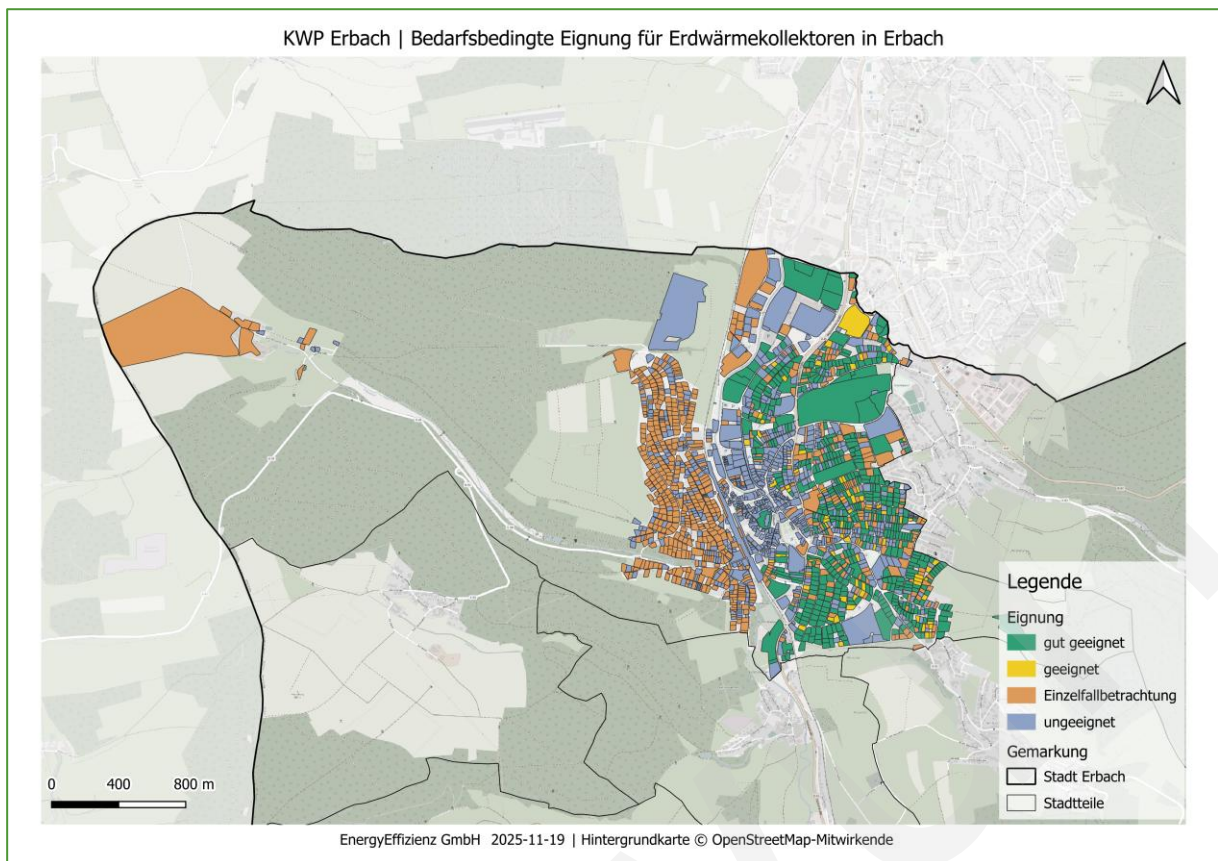 KWP Erbach | Bedarfsbedingte Eignung für Erdwärmekollektoren in Erbach
Legende
Eignung
gut geeignet
geeignet
Einzelfallbetrachtung
ungeeignet
Gemarkung
Stadt Erbach
Stadtteile
0 400 800 m
EnergyEffizienz GmbH 2025-11-19 | Hintergrundkarte © OpenStreetMap-Mitwirkende